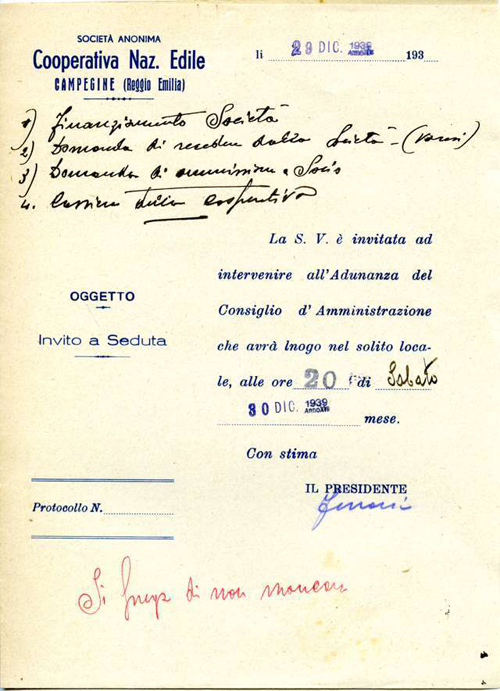 SOCIETÀ ANONIMA
Cooperativa Naz. Edile
CAMPEGINE (Reggio Emilia)
li 29 DIC. 1939 193
1) Finanziamento Società
2) Domanda di recedere dalla Società - (varii)
3) Domanda di ammissione a Socio
4. Cassiere della Cooperativa
La S. V. è invitata ad
intervenire all'Adunanza del
Consiglio d'Amministrazione
che avrà lnogo nel solito loca-
le, alle ore 20 di Sabato
30 DIC. 1939 mese.
Con stima
IL PRESIDENTE
OGGETTO
Invito a Seduta
Protocollo N.
Si prega di non mancare